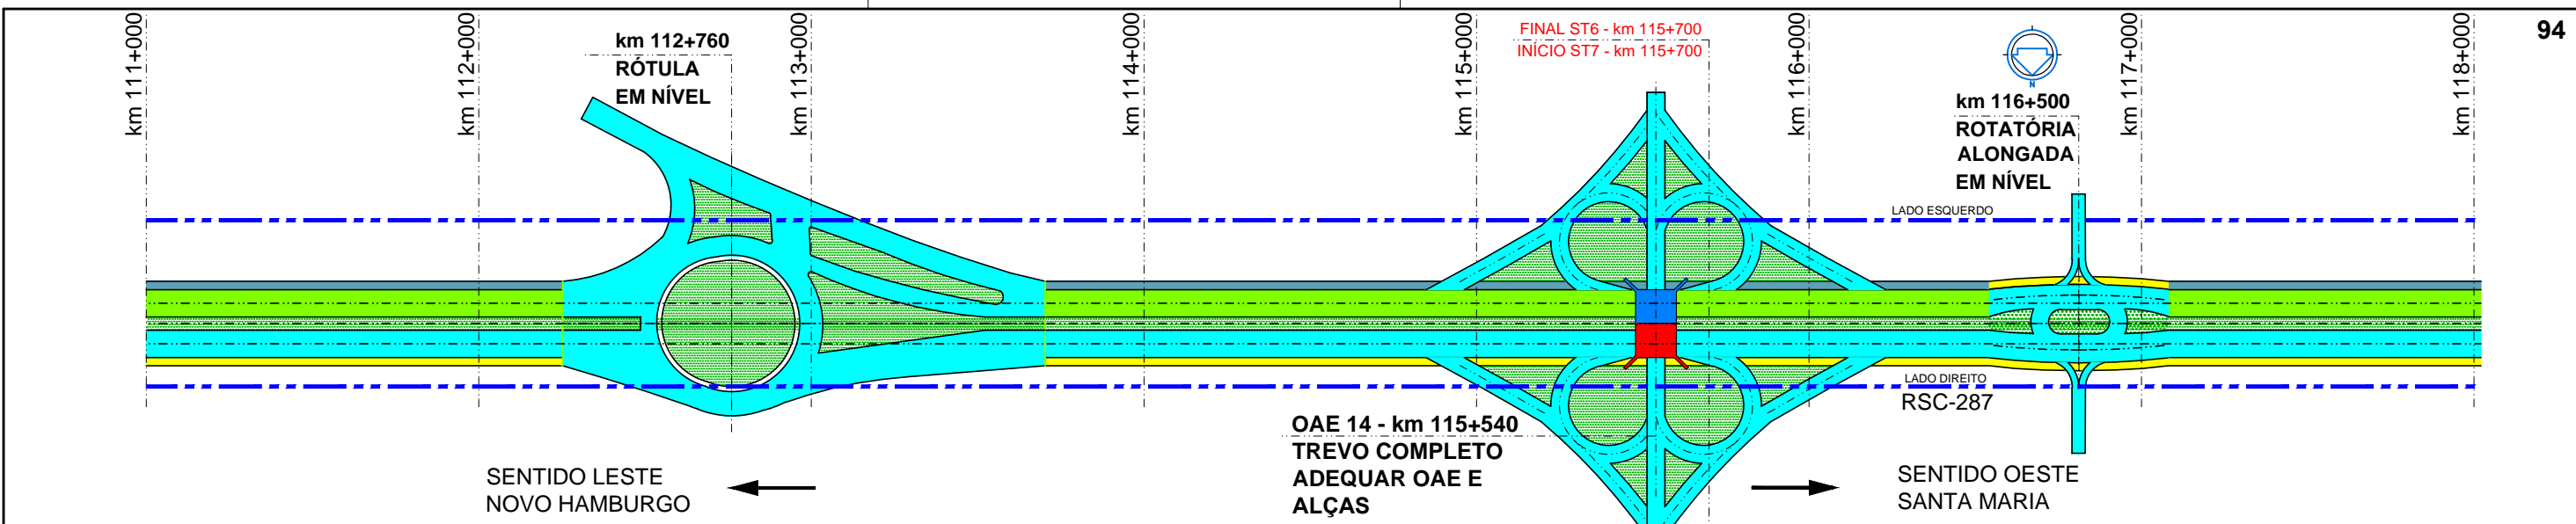 km 111+000
km 112+000
km 112+760
RÓTULA
EM NÍVEL
km 113+000
km 114+000
km 115+000
FINAL ST6 - km 115+700
INÍCIO ST7 - km 115+700
km 116+000
N
km 116+500
ROTATÓRIA
ALONGADA
EM NÍVEL
km 117+000
km 118+000
94
LADO ESQUERDO
LADO DIREITO
RSC-287
OAE 14 - km 115+540
TREVO COMPLETO
ADEQUAR OAE E
ALÇAS
SENTIDO LESTE
NOVO HAMBURGO
SENTIDO OESTE
SANTA MARIA